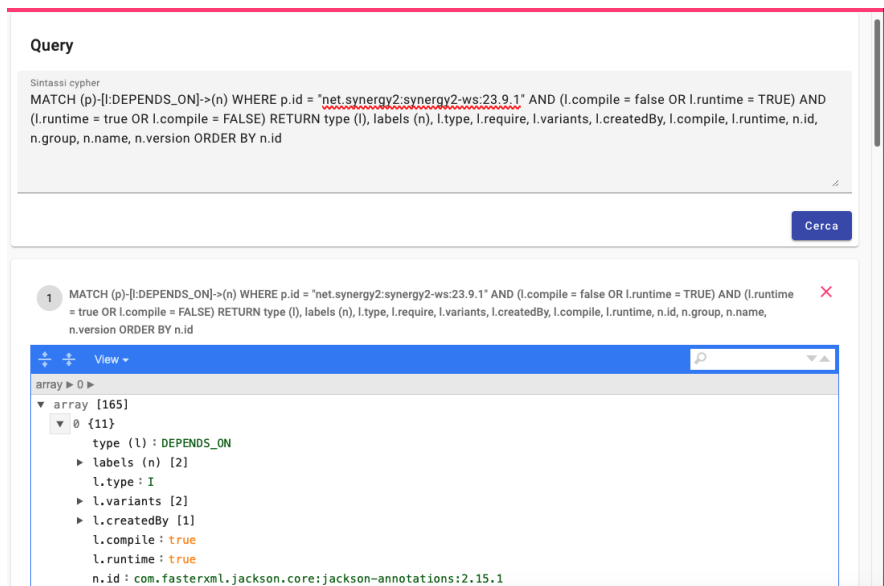 Query
Sintassi cypher
MATCH (p)-[l:DEPENDS_ON]->(n) WHERE p.id = "net.synergy2:synergy2-ws:23.9.1" AND (l.compile = false OR l.runtime = TRUE) AND
(l.runtime = true OR l.compile = FALSE) RETURN type (l), labels (n), l.type, l.require, l.variants, l.createdBy, l.compile, l.runtime, n.id,
n.group, n.name, n.version ORDER BY n.id
Cerca
1 MATCH (p)-[l:DEPENDS_ON]->(n) WHERE p.id = "net.synergy2:synergy2-ws:23.9.1" AND (l.compile = false OR l.runtime = TRUE) AND (l.runtime
= true OR l.compile = FALSE) RETURN type (l), labels (n), l.type, l.require, l.variants, l.createdBy, l.compile, l.runtime, n.id, n.group, n.name,
n.version ORDER BY n.id
View
array ► 0 ►
array [165]
0 {11}
type (l) : DEPENDS_ON
labels (n) [2]
l.type : I
l.variants [2]
l.createdBy [1]
l.compile : true
l.runtime : true
n.id : com.fasterxml.jackson.core:jackson-annotations:2.15.1